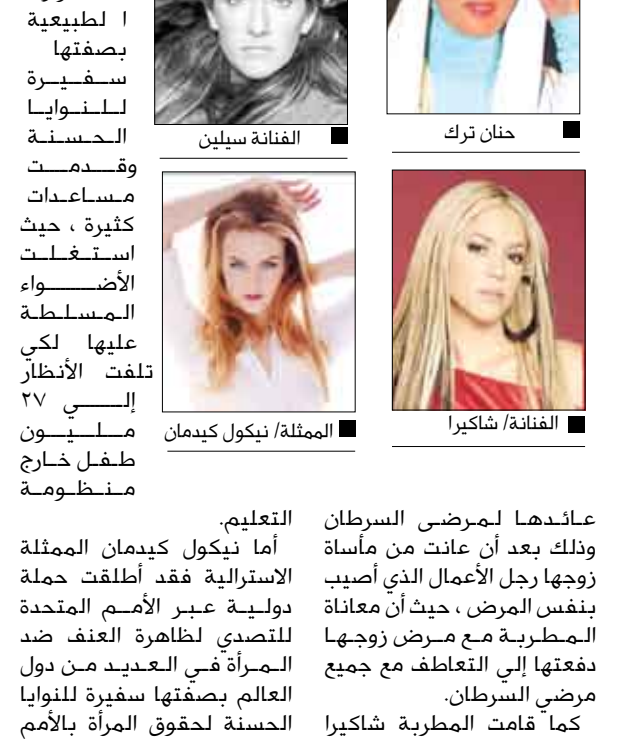 حنان ترك
الفنانة سيلين
الفنانة/ شاكيرا
الممثلة/ نيكول كيدمان
عائدها لمرضى السرطان
وذلك بعد أن عانت من مأساة
زوجها رجل الأعمال الذي أصيب
بنفس المرض ، حيث أن معاناة
المطربة مع مرض زوجها
دفعتها إلي التعاطف مع جميع
مرضي السرطان.
كما قامت المطربة شاكيرا
ا لطبيعية
بصفتها
سفيرة
للنوايا
الحسنة
وقدمت
مساعدات
كثيرة ، حيث
استغلت
الأضواء
المسلطة
عليها لكي
تلفت الأنظار
إلي ٢٧
مليون
طفل خارج
منظومة
التعليم.
أما نيكول كيدمان الممثلة
الاسترالية فقد أطلقت حملة
دولية عبر الأمم المتحدة
للتصدي لظاهرة العنف ضد
المرأة في العديد من دول
العالم بصفتها سفيرة للنوايا
الحسنة لحقوق المرأة بالأمم